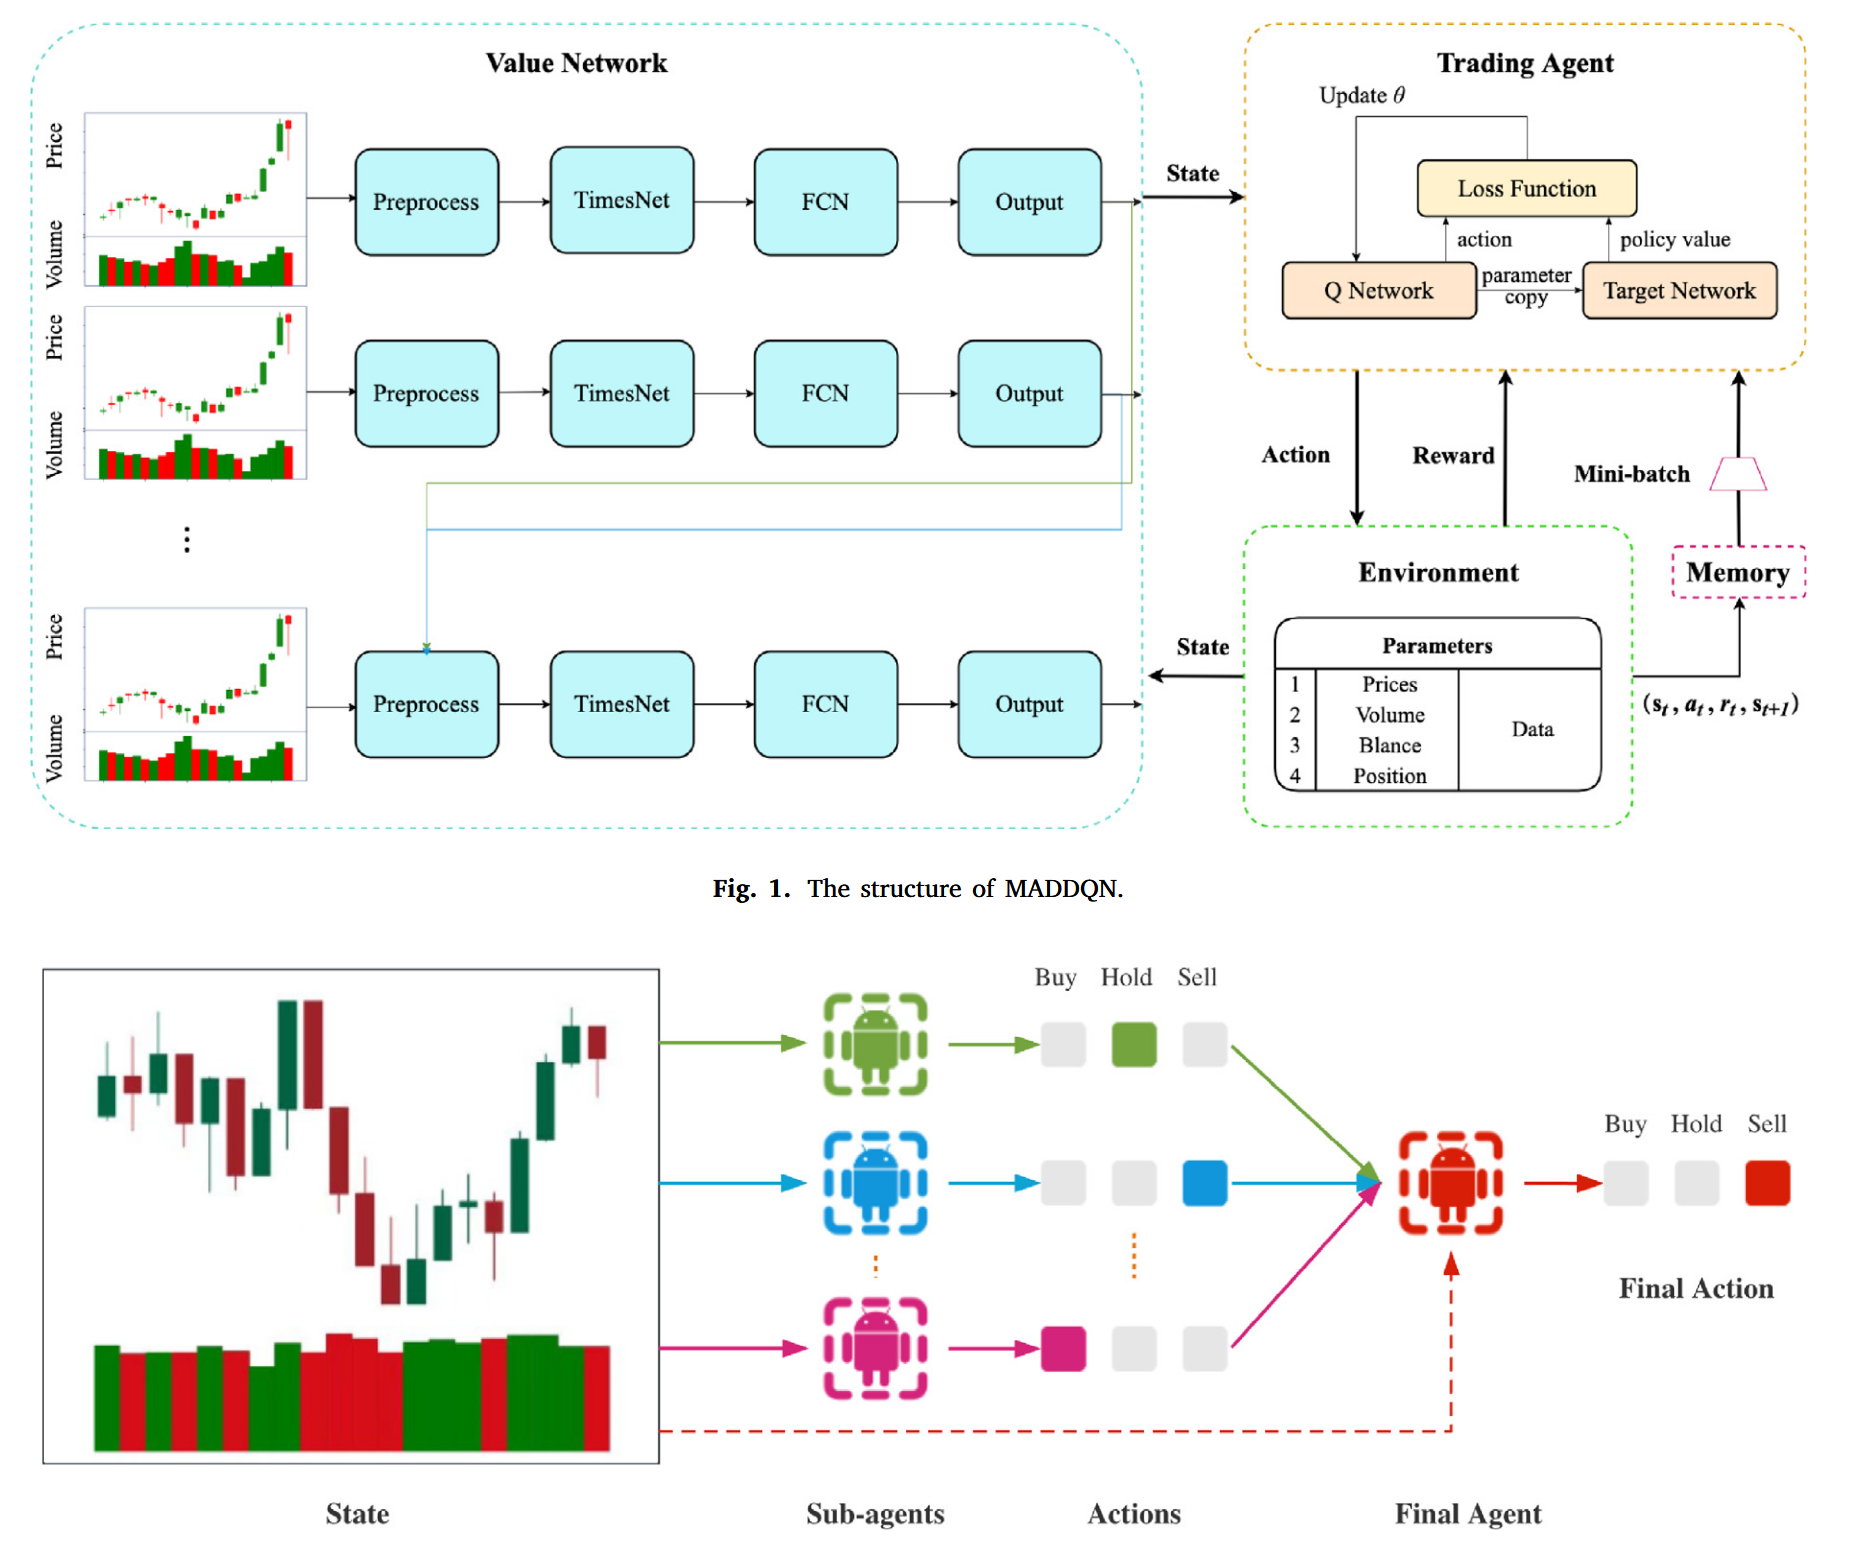 Value Network
Price
Volume
Preprocess
TimesNet
FCN
Output
Price
Volume
Preprocess
TimesNet
FCN
Output
⋮
Price
Volume
Preprocess
TimesNet
FCN
Output
State
Trading Agent
Update θ
Loss Function
action
policy value
Q Network
parameter
copy
Target Network
Action
Reward
Mini-batch
Memory
State
Environment
Parameters
1 Prices
2 Volume
3 Blance
4 Position
Data
(s_t, a_t, r_t, s_{t+1})
Fig. 1. The structure of MADDQN.
Buy Hold Sell
Buy Hold Sell
Final Action
State
Sub-agents
Actions
Final Agent